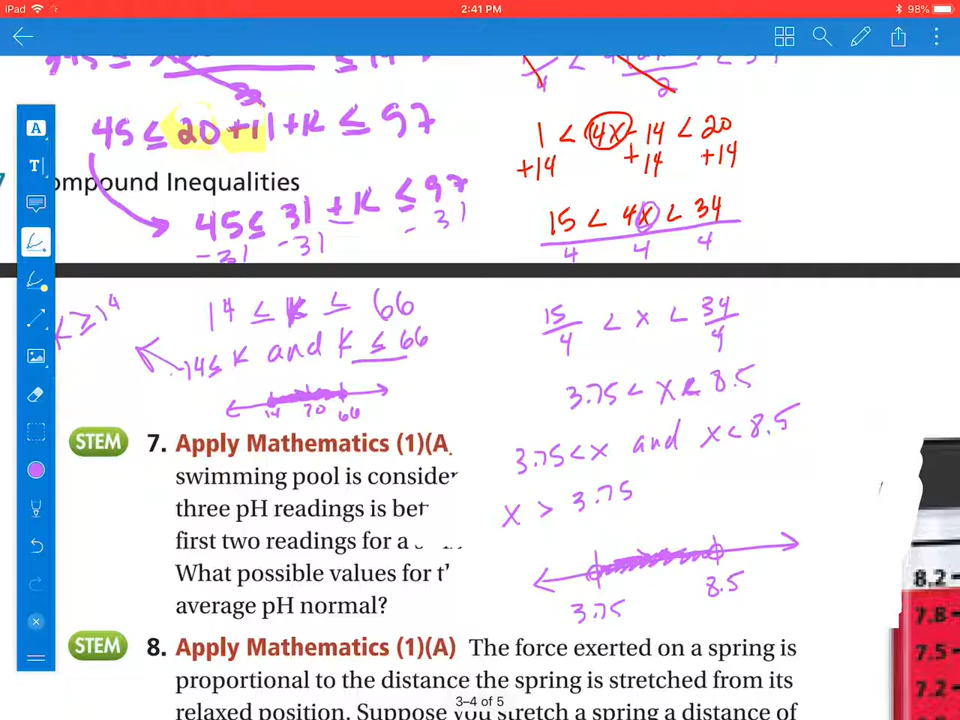 iPad
2:41 PM
98%
45 ≤ 20+11+k ≤ 97
ompound Inequalities
45 ≤ 31 + k ≤ 97
-31 -31 -31
14 ≤ k ≤ 66
k ≥ 14
14 ≤ k and k ≤ 66
14 70 66
1 < 4x - 14 < 20
+14 +14 +14
15 < 4x < 34
4 4 4
15/4 < x < 34/4
3.75 < x < 8.5
3.75 < x and x < 8.5
x > 3.75
3.75 8.5
STEM 7. Apply Mathematics (1)(A
swimming pool is consider
three pH readings is bet
first two readings for a
What possible values for t
average pH normal?
8.2
7.8
7.5
7.2
STEM 8. Apply Mathematics (1)(A) The force exerted on a spring is
proportional to the distance the spring is stretched from its
relaxed position. Suppose you stretch a spring a distance of
3–4 of 5